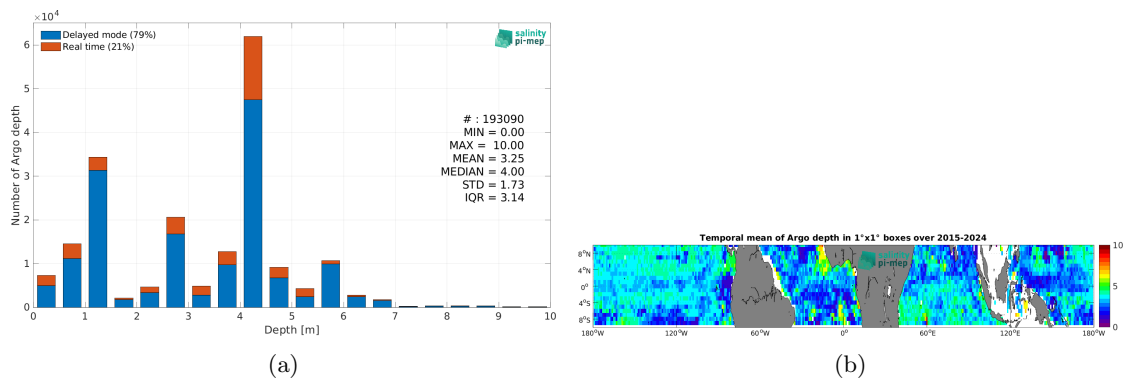 ×10⁴
6
5
4
3
2
1
0
Number of Argo depth
Delayed mode (79%)
Real time (21%)
salinity
pi-mep
# : 193090
MIN = 0.00
MAX = 10.00
MEAN = 3.25
MEDIAN = 4.00
STD = 1.73
IQR = 3.14
0 1 2 3 4 5 6 7 8 9 10
Depth [m]
(a)
Temporal mean of Argo depth in 1°x1° boxes over 2015-2024
8°N
4°N
0°
4°S
8°S
salinity
pi-mep
180°W 60°W 0° 60°E 120°E 180°W
10
5
0
(b)